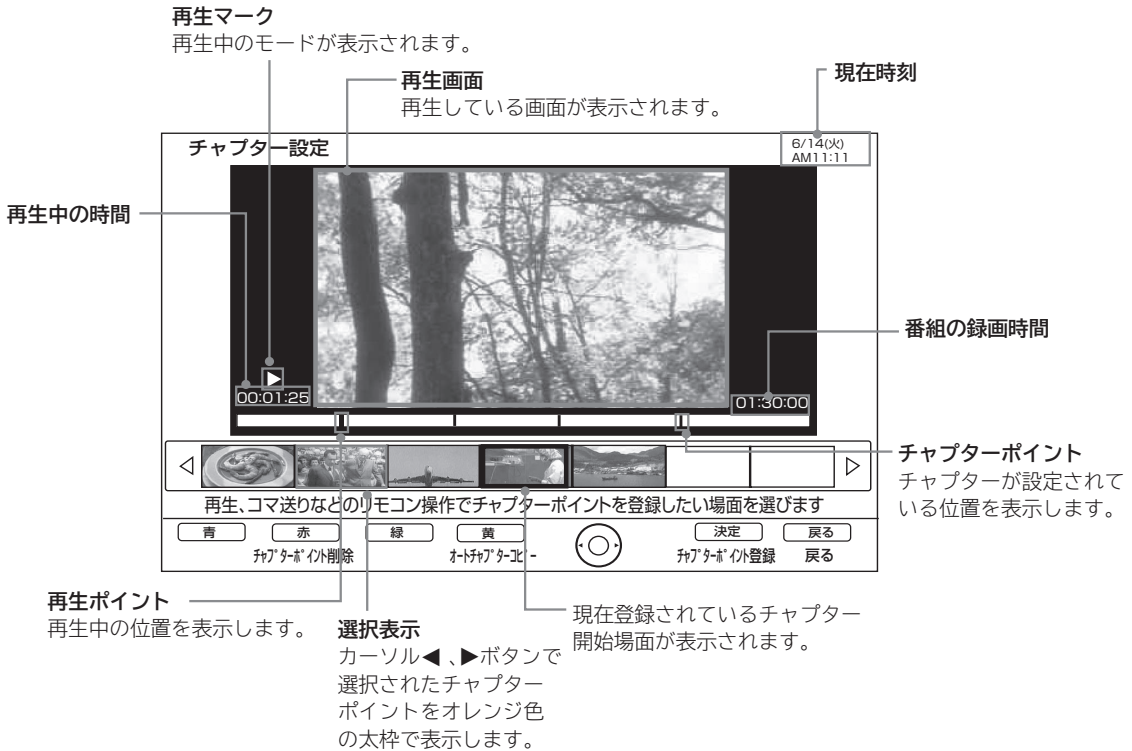 再生マーク
再生中のモードが表示されます。
再生画面
再生している画面が表示されます。
現在時刻
チャプター設定
6/14(火)
AM11:11
再生中の時間
番組の録画時間
00:01:25
01:30:00
チャプターポイント
チャプターが設定されて
いる位置を表示します。
再生、コマ送りなどのリモコン操作でチャプターポイントを登録したい場面を選びます
青 赤 緑 黄 決定 戻る
ﾁｬﾌﾟﾀｰﾎﾟｲﾝﾄ削除 ｵｰﾄﾁｬﾌﾟﾀｰｺﾋﾟｰ ﾁｬﾌﾟﾀｰﾎﾟｲﾝﾄ登録 戻る
再生ポイント
再生中の位置を表示します。
選択表示
カーソル◀、▶ボタンで
選択されたチャプター
ポイントをオレンジ色
の太枠で表示します。
現在登録されているチャプター
開始場面が表示されます。